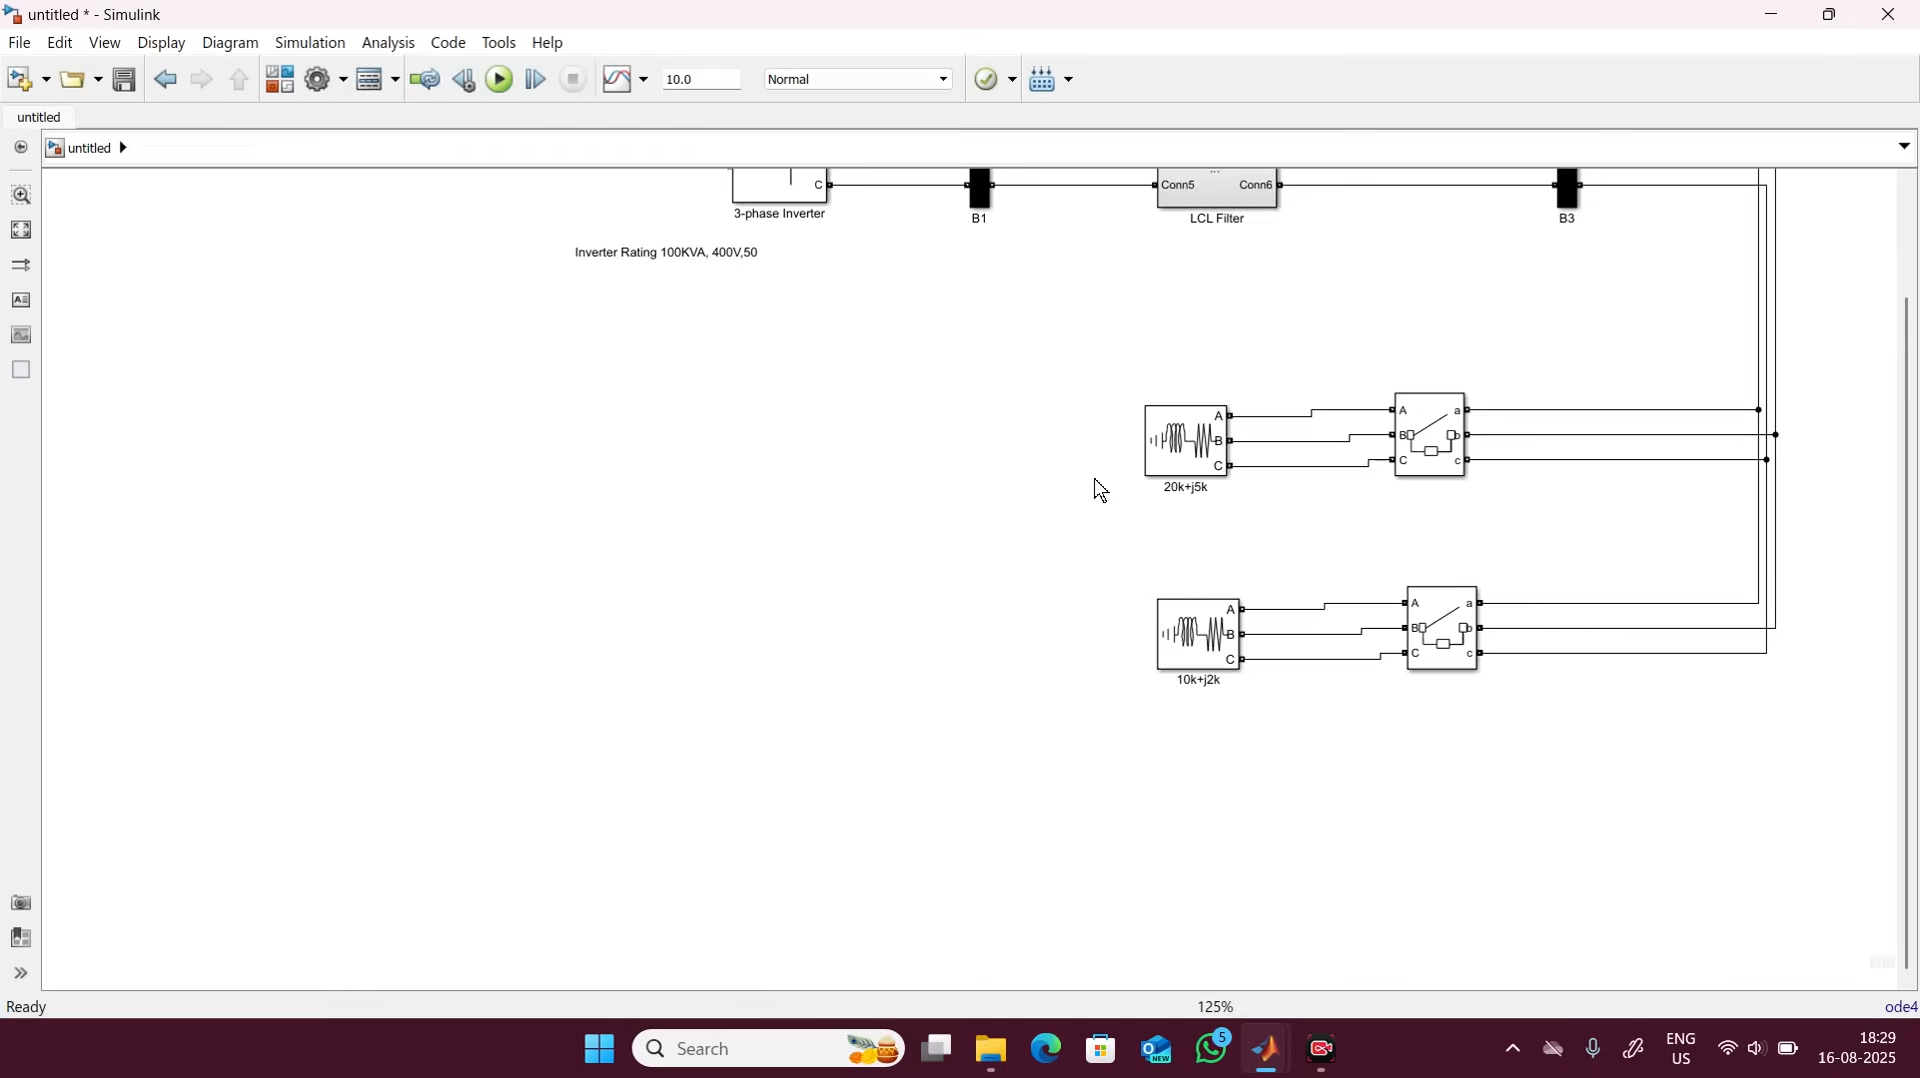 untitled * - Simulink
File Edit View Display Diagram Simulation Analysis Code Tools Help
10.0 Normal
untitled
untitled
C Conn5 Conn6
3-phase Inverter B1 LCL Filter B3
Inverter Rating 100KVA, 400V,50
A A a
B B b
C C c
20k+j5k
A A a
B B b
C C c
10k+j2k
Ready 125% ode4
Search
NEW
5
ENG
US
18:29
16-08-2025